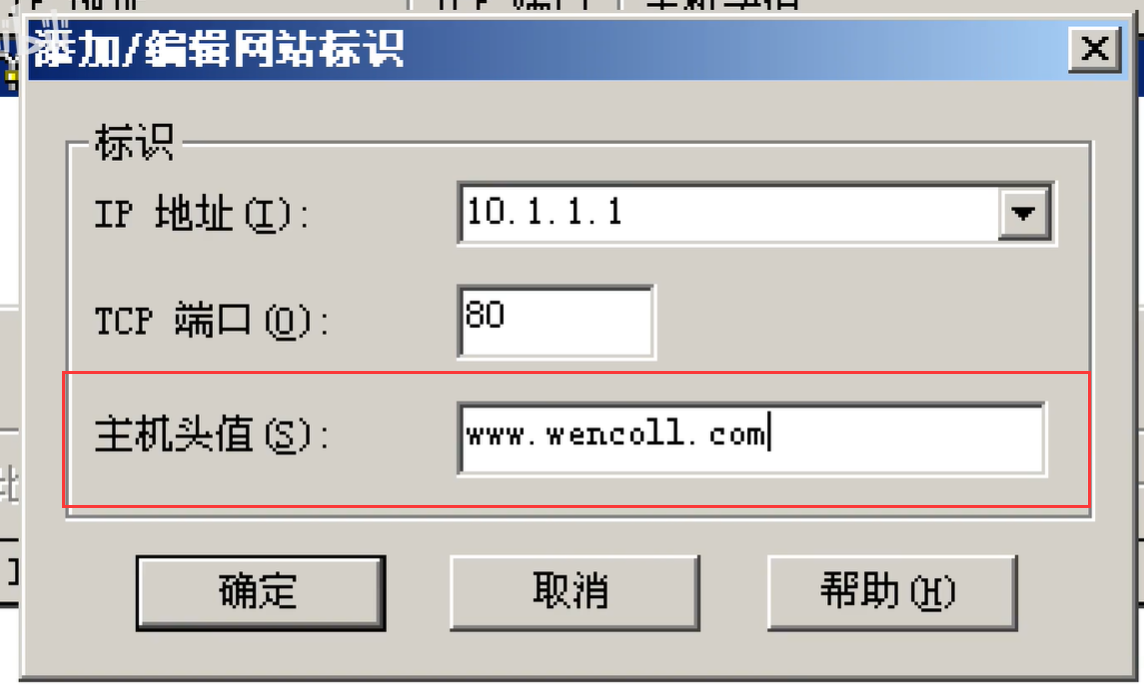 添加/编辑网站标识
标识
IP 地址(I):
10.1.1.1
TCP 端口(O):
80
主机头值(S):
www.wencoll.com
确定
取消
帮助(H)